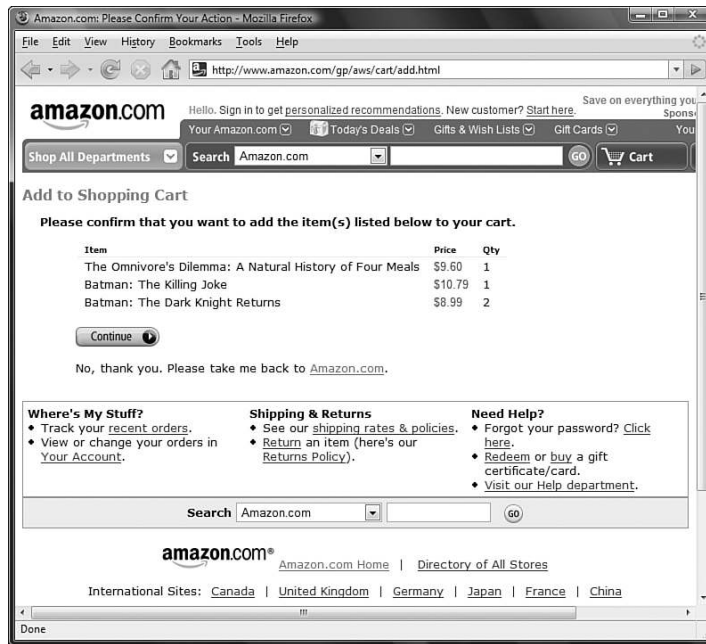 Amazon.com: Please Confirm Your Action - Mozilla Firefox
File Edit View History Bookmarks Tools Help
http://www.amazon.com/gp/aws/cart/add.html
amazon.com
Hello. Sign in to get personalized recommendations. New customer? Start here.
Save on everything you
Spons
Your Amazon.com Today's Deals Gifts & Wish Lists Gift Cards You
Shop All Departments Search Amazon.com GO Cart
Add to Shopping Cart
Please confirm that you want to add the item(s) listed below to your cart.
Item Price Qty
The Omnivore's Dilemma: A Natural History of Four Meals $9.60 1
Batman: The Killing Joke $10.79 1
Batman: The Dark Knight Returns $8.99 2
Continue
No, thank you. Please take me back to Amazon.com.
Where's My Stuff?
• Track your recent orders.
• View or change your orders in
Your Account.
Shipping & Returns
• See our shipping rates & policies.
• Return an item (here's our
Returns Policy).
Need Help?
• Forgot your password? Click
here.
• Redeem or buy a gift
certificate/card.
• Visit our Help department.
Search Amazon.com GO
amazon.com® Amazon.com Home | Directory of All Stores
International Sites: Canada | United Kingdom | Germany | Japan | France | China
Done